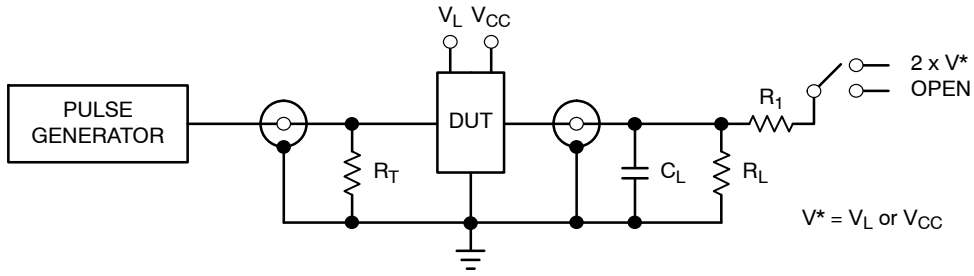 V_L V_CC
2 x V*
OPEN
PULSE
GENERATOR
DUT
R_1
R_T
C_L
R_L
V* = V_L or V_CC